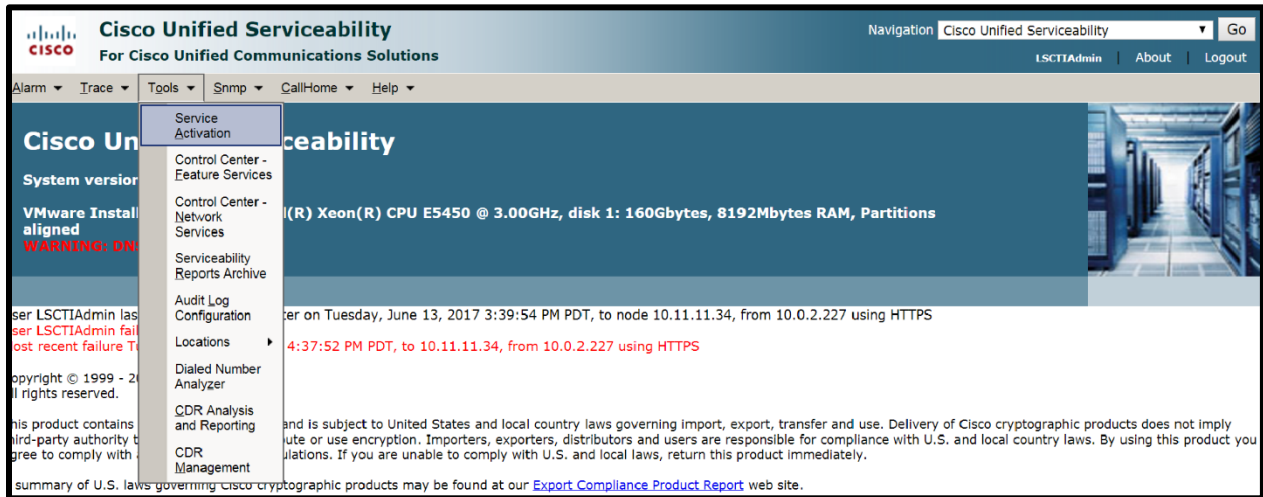 Cisco Unified Serviceability
Navigation Cisco Unified Serviceability Go
CISCO
For Cisco Unified Communications Solutions
LSCTIAdmin | About | Logout
Alarm Trace Tools Snmp CallHome Help
Service
Activation
Control Center -
Feature Services
Control Center -
Network
Services
Serviceability
Reports Archive
Audit Log
Configuration
Locations
Dialed Number
Analyzer
CDR Analysis
and Reporting
CDR
Management
Cisco Un ceability
System version
VMware Install l(R) Xeon(R) CPU E5450 @ 3.00GHz, disk 1: 160Gbytes, 8192Mbytes RAM, Partitions
aligned
WARNING: DN
ser LSCTIAdmin las ter on Tuesday, June 13, 2017 3:39:54 PM PDT, to node 10.11.11.34, from 10.0.2.227 using HTTPS
ser LSCTIAdmin fail
ost recent failure T 4:37:52 PM PDT, to 10.11.11.34, from 10.0.2.227 using HTTPS
opyright © 1999 - 2
ll rights reserved.
his product contains and is subject to United States and local country laws governing import, export, transfer and use. Delivery of Cisco cryptographic products does not imply
hird-party authority t ute or use encryption. Importers, exporters, distributors and users are responsible for compliance with U.S. and local country laws. By using this product you
gree to comply with ulations. If you are unable to comply with U.S. and local laws, return this product immediately.
summary of U.S. laws governing Cisco cryptographic products may be found at our Export Compliance Product Report web site.